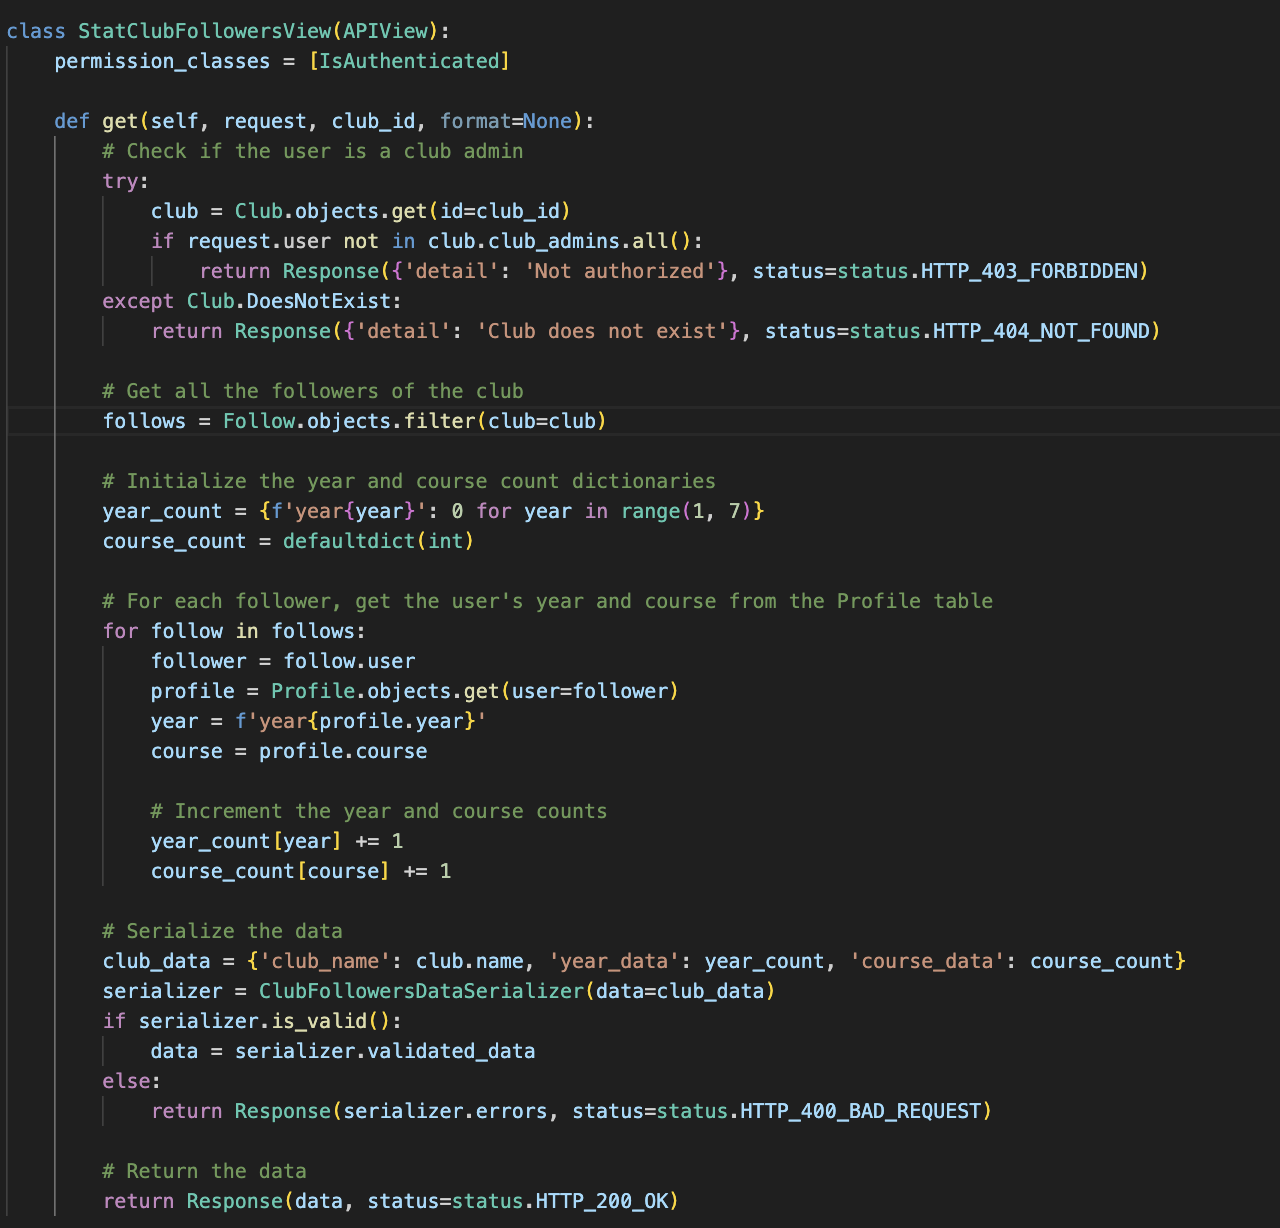 class StatClubFollowersView(APIView):
    permission_classes = [IsAuthenticated]

    def get(self, request, club_id, format=None):
        # Check if the user is a club admin
        try:
            club = Club.objects.get(id=club_id)
            if request.user not in club.club_admins.all():
                return Response({'detail': 'Not authorized'}, status=status.HTTP_403_FORBIDDEN)
        except Club.DoesNotExist:
            return Response({'detail': 'Club does not exist'}, status=status.HTTP_404_NOT_FOUND)

        # Get all the followers of the club
        follows = Follow.objects.filter(club=club)

        # Initialize the year and course count dictionaries
        year_count = {f'year{year}': 0 for year in range(1, 7)}
        course_count = defaultdict(int)

        # For each follower, get the user's year and course from the Profile table
        for follow in follows:
            follower = follow.user
            profile = Profile.objects.get(user=follower)
            year = f'year{profile.year}'
            course = profile.course

            # Increment the year and course counts
            year_count[year] += 1
            course_count[course] += 1

        # Serialize the data
        club_data = {'club_name': club.name, 'year_data': year_count, 'course_data': course_count}
        serializer = ClubFollowersDataSerializer(data=club_data)
        if serializer.is_valid():
            data = serializer.validated_data
        else:
            return Response(serializer.errors, status=status.HTTP_400_BAD_REQUEST)

        # Return the data
        return Response(data, status=status.HTTP_200_OK)